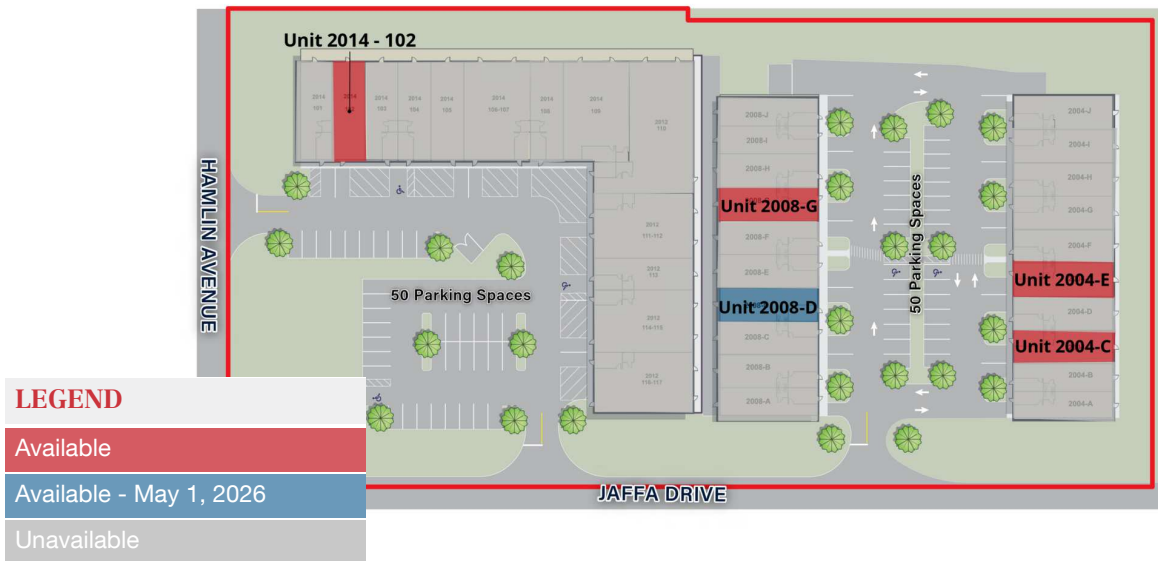 Unit 2014 - 102
2014
101
2014
102
2014
103
2014
104
2014
105
2014
106-107
2014
108
2014
109
2012
110
2012
111-112
2012
113
2012
114-115
2012
116-117
HAMLIN AVENUE
50 Parking Spaces
2008-J
2008-I
2008-H
Unit 2008-G
2008-F
2008-E
Unit 2008-D
2008-C
2008-B
2008-A
50 Parking Spaces
2004-J
2004-I
2004-H
2004-G
2004-F
Unit 2004-E
2004-D
Unit 2004-C
2004-B
2004-A
JAFFA DRIVE
LEGEND
Available
Available - May 1, 2026
Unavailable